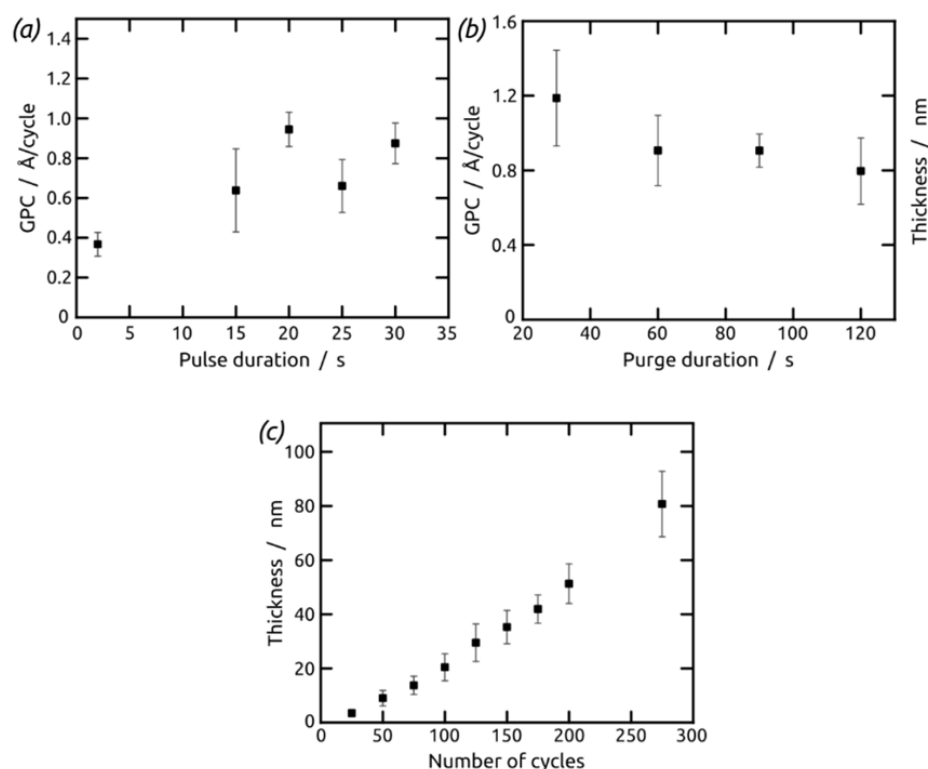 (a)
1.4
1.2
1.0
0.8
0.6
0.4
0.2
0
GPC / Å/cycle
0 5 10 15 20 25 30 35
Pulse duration / s
(b)
1.6
1.2
0.8
0.4
0
GPC / Å/cycle
20 40 60 80 100 120
Purge duration / s
Thickness / nm
(c)
100
80
60
40
20
0
Thickness / nm
0 50 100 150 200 250 300
Number of cycles